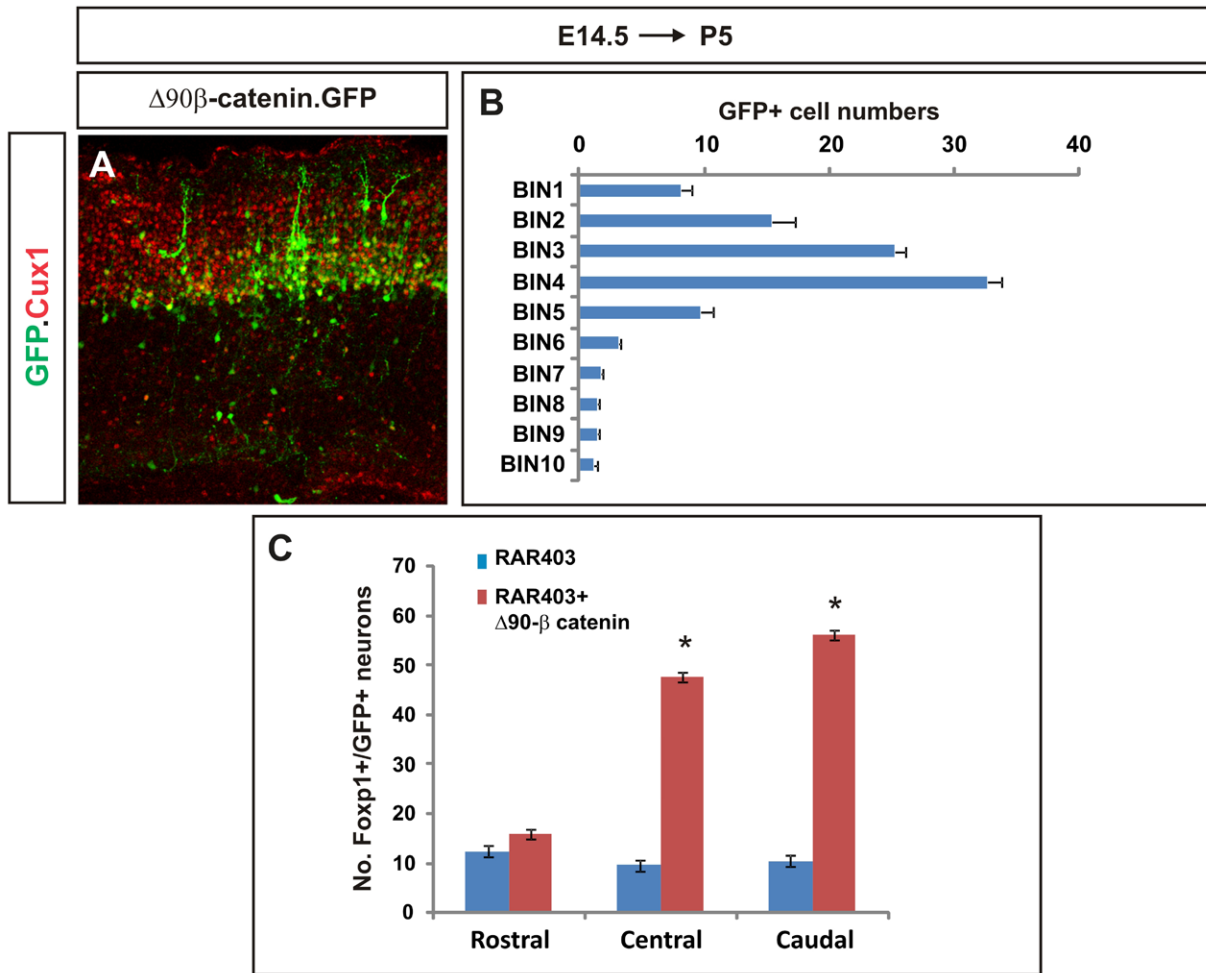 E14.5 → P5
Δ90β-catenin.GFP
GFP.Cux1
A
B
GFP+ cell numbers
0 10 20 30 40
BIN1
BIN2
BIN3
BIN4
BIN5
BIN6
BIN7
BIN8
BIN9
BIN10
C
RAR403
RAR403+
Δ90-β catenin
No. Foxp1+/GFP+ neurons
70
60
50
40
30
20
10
0
*
*
Rostral Central Caudal